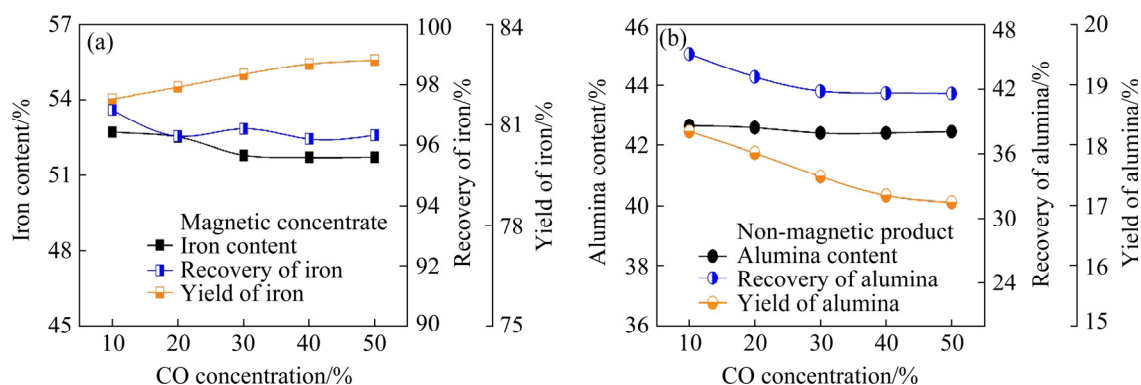 (a)
Iron content/%
57
54
51
48
45
Magnetic concentrate
Iron content
Recovery of iron
Yield of iron
10 20 30 40 50
CO concentration/%
100
98
96
94
92
90
Recovery of iron/%
84
81
78
75
Yield of iron/%
(b)
Alumina content/%
46
44
42
40
38
36
Non-magnetic product
Alumina content
Recovery of alumina
Yield of alumina
10 20 30 40 50
CO concentration/%
48
42
36
30
24
Recovery of alumina/%
20
19
18
17
16
15
Yield of alumina/%